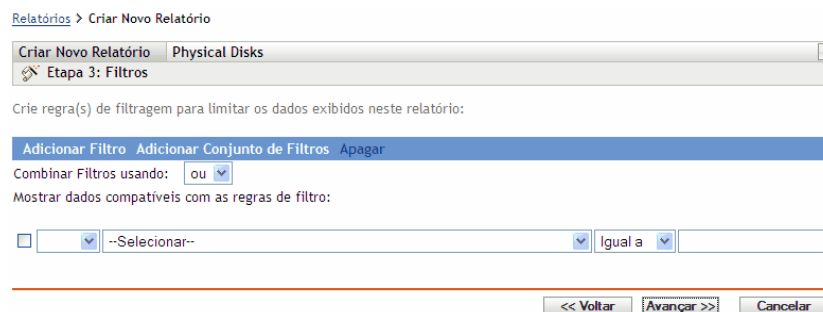 Relatórios > Criar Novo Relatório
Criar Novo Relatório Physical Disks
Etapa 3: Filtros
Crie regra(s) de filtragem para limitar os dados exibidos neste relatório:
Adicionar Filtro Adicionar Conjunto de Filtros Apagar
Combinar Filtros usando: ou
Mostrar dados compatíveis com as regras de filtro:
--Selecionar-- Igual a
<< Voltar Avançar >> Cancelar